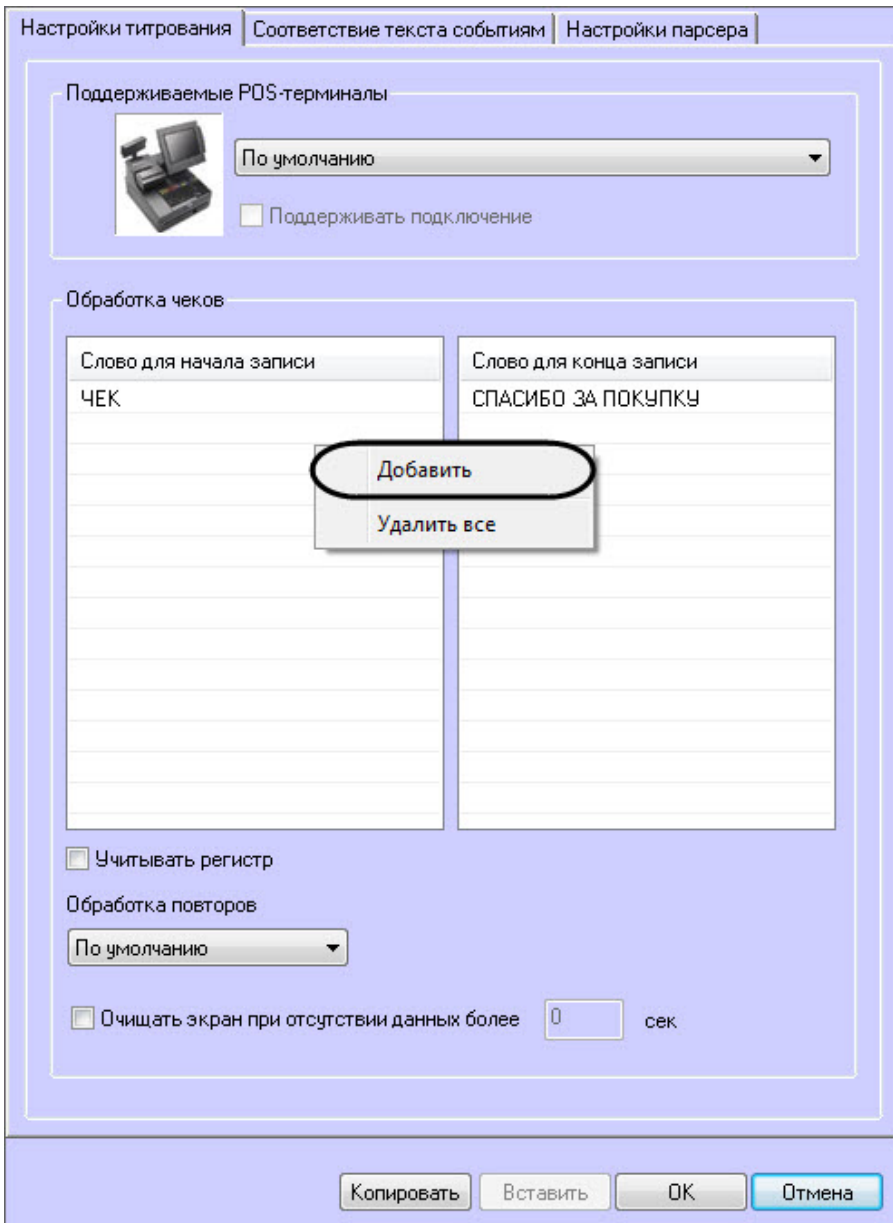 Настройки титрования Соответствие текста событиям Настройки парсера
Поддерживаемые POS-терминалы
По умолчанию
Поддерживать подключение
Обработка чеков
Слово для начала записи Слово для конца записи
ЧЕК СПАСИБО ЗА ПОКУПКУ
Добавить
Удалить все
Учитывать регистр
Обработка повторов
По умолчанию
Очищать экран при отсутствии данных более 0 сек
Копировать Вставить OK Отмена